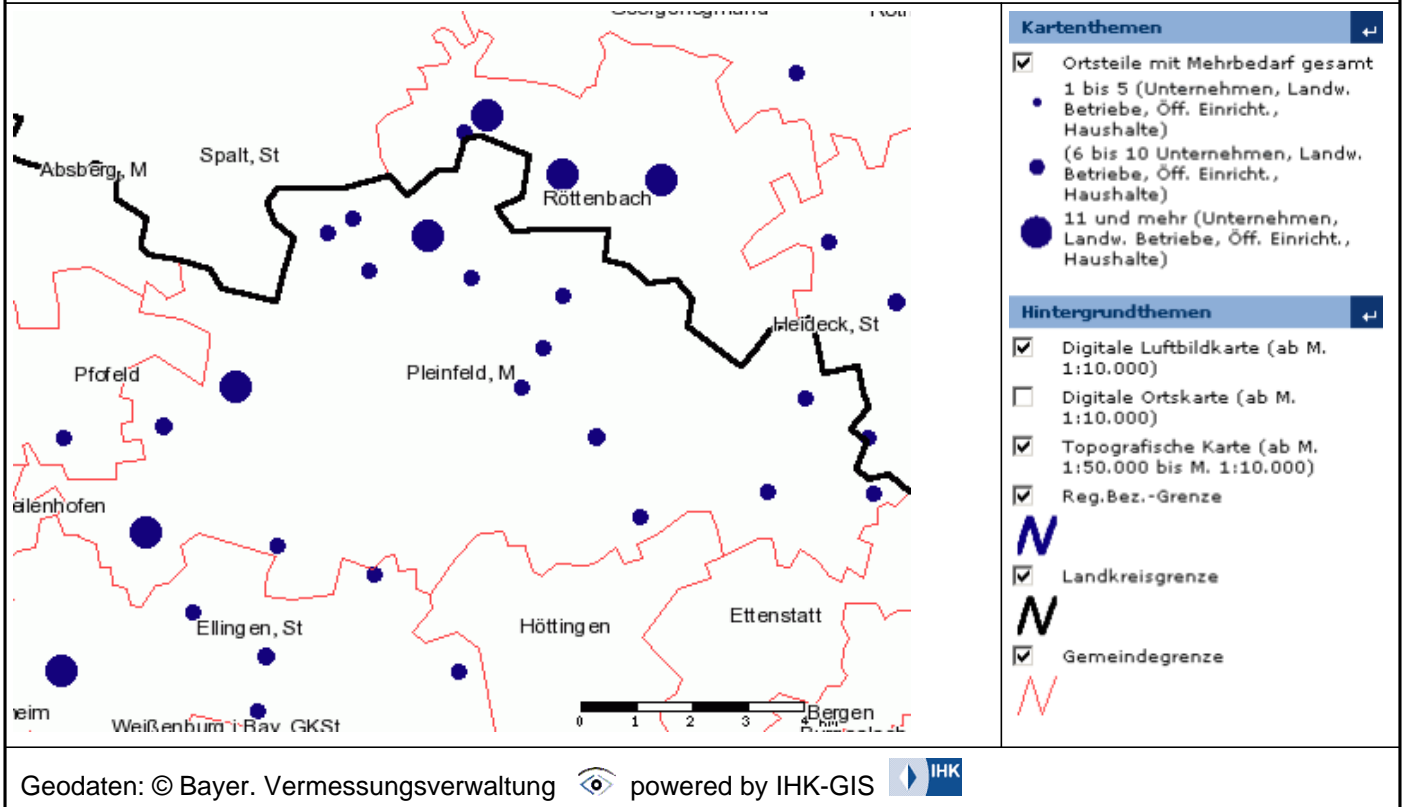 Absberg, M
Spalt, St
Röttenbach
Heideck, St
Pfofeld
Pleinfeld, M
eilenhofen
Ellingen, St
Höttingen
Ettenstatt
eim
Weißenburg i Bay GKSt
0 1 2 3 4 km
Bergen
Kartenthemen
Ortsteile mit Mehrbedarf gesamt
1 bis 5 (Unternehmen, Landw.
Betriebe, Öff. Einricht.,
Haushalte)
(6 bis 10 Unternehmen, Landw.
Betriebe, Öff. Einricht.,
Haushalte)
11 und mehr (Unternehmen,
Landw. Betriebe, Öff. Einricht.,
Haushalte)
Hintergrundthemen
Digitale Luftbildkarte (ab M.
1:10.000)
Digitale Ortskarte (ab M.
1:10.000)
Topografische Karte (ab M.
1:50.000 bis M. 1:10.000)
Reg.Bez.-Grenze
Landkreisgrenze
Gemeindegrenze
Geodaten: © Bayer. Vermessungsverwaltung powered by IHK-GIS IHK